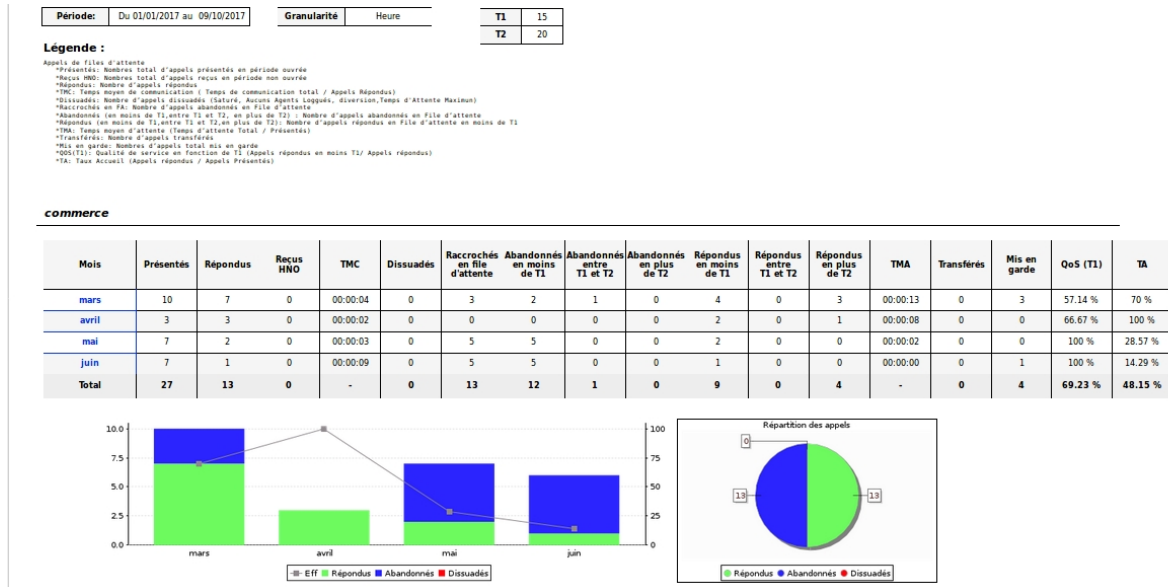 Période: Du 01/01/2017 au 09/10/2017 Granularité Heure T1 15
T2 20
Légende :
Appels de files d'attente
*Présentés: Nombres total d'appels présentés en période ouvrée
*Reçus HNO: Nombres total d'appels reçus en période non ouvrée
*Répondus: Nombre d'appels répondus
*TMC: Temps moyen de communication ( Temps de communication total / Appels Répondus)
*Dissuadés: Nombre d'appels dissuadés (Saturé, Aucuns Agents Loggués, diversion,Temps d'Attente Maximun)
*Raccrochés en FA: Nombre d'appels abandonnés en File d'attente
*Abandonnés (en moins de T1,entre T1 et T2, en plus de T2) : Nombre d'appels abandonnés en File d'attente
*Répondus (en moins de T1,entre T1 et T2,en plus de T2): Nombre d'appels répondus en File d'attente en moins de T1
*TMA: Temps moyen d'attente (Temps d'attente Total / Présentés)
*Transférés: Nombre d'appels transférés
*Mis en garde: Nombres d'appels total mis en garde
*QOS(T1): Qualité de service en fonction de T1 (Appels répondus en moins T1/ Appels répondus)
*TA: Taux Accueil (Appels répondus / Appels Présentés)
commerce
Mois Présentés Répondus Reçus HNO TMC Dissuadés Raccrochés en file d'attente Abandonnés en moins de T1 Abandonnés entre T1 et T2 Abandonnés en plus de T2 Répondus en moins de T1 Répondus entre T1 et T2 Répondus en plus de T2 TMA Transférés Mis en garde QoS (T1) TA
mars 10 7 0 00:00:04 0 3 2 1 0 4 0 3 00:00:13 0 3 57.14 % 70 %
avril 3 3 0 00:00:02 0 0 0 0 0 2 0 1 00:00:08 0 0 66.67 % 100 %
mai 7 2 0 00:00:03 0 5 5 0 0 2 0 0 00:00:02 0 0 100 % 28.57 %
juin 7 1 0 00:00:09 0 5 5 0 0 1 0 0 00:00:00 0 1 100 % 14.29 %
Total 27 13 0 - 0 13 12 1 0 9 0 4 - 0 4 69.23 % 48.15 %
10.0 100
7.5 75
5.0 50
2.5 25
0.0 0
mars avril mai juin
Eff Répondus Abandonnés Dissuadés
Répartition des appels
0
13 13
Répondus Abandonnés Dissuadés